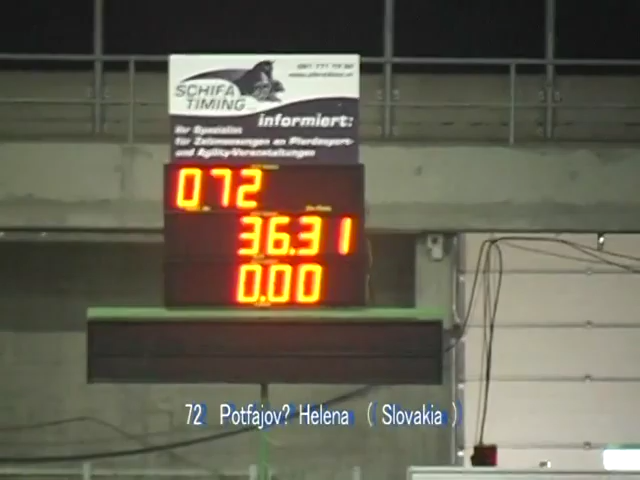 SCHIFA
TIMING
informiert:
Ihr Spezialist
für Zeitmessungen an Pferdesport-
und Agility-Veranstaltungen
072
36.31
0.00
72 Potfajov? Helena ( Slovakia )